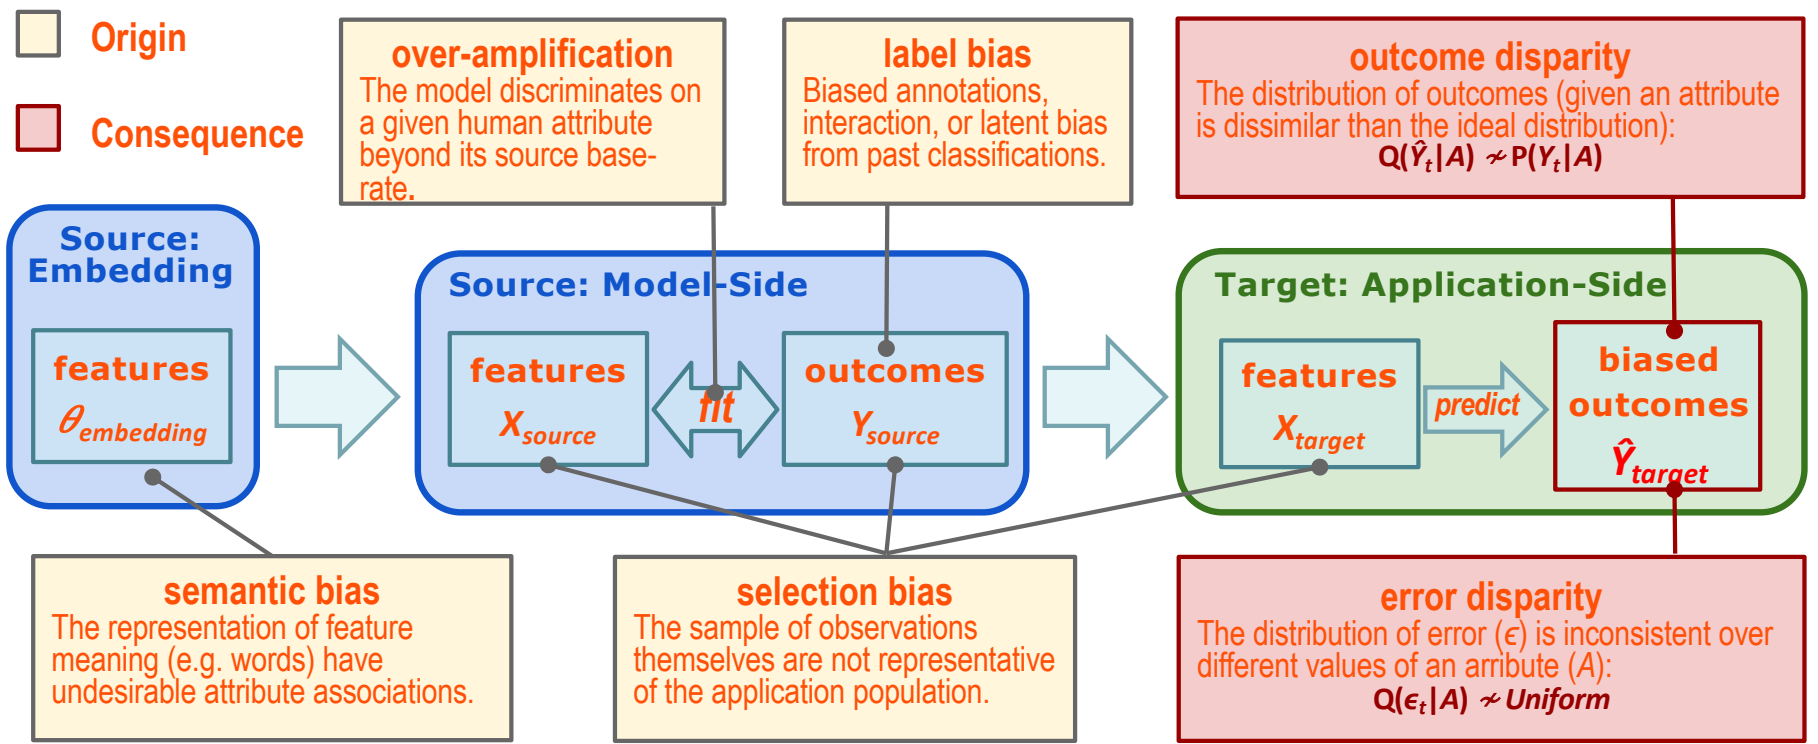 Origin
Consequence
over-amplification
The model discriminates on
a given human attribute
beyond its source base-
rate.
label bias
Biased annotations,
interaction, or latent bias
from past classifications.
outcome disparity
The distribution of outcomes (given an attribute
is dissimilar than the ideal distribution):
Q(Ŷt|A) ≁ P(Yt|A)
Source:
Embedding
features
θembedding
Source: Model-Side
features
Xsource
fit
outcomes
Ysource
Target: Application-Side
features
Xtarget
predict
biased
outcomes
Ŷtarget
semantic bias
The representation of feature
meaning (e.g. words) have
undesirable attribute associations.
selection bias
The sample of observations
themselves are not representative
of the application population.
error disparity
The distribution of error (ϵ) is inconsistent over
different values of an arribute (A):
Q(ϵt|A) ≁ Uniform